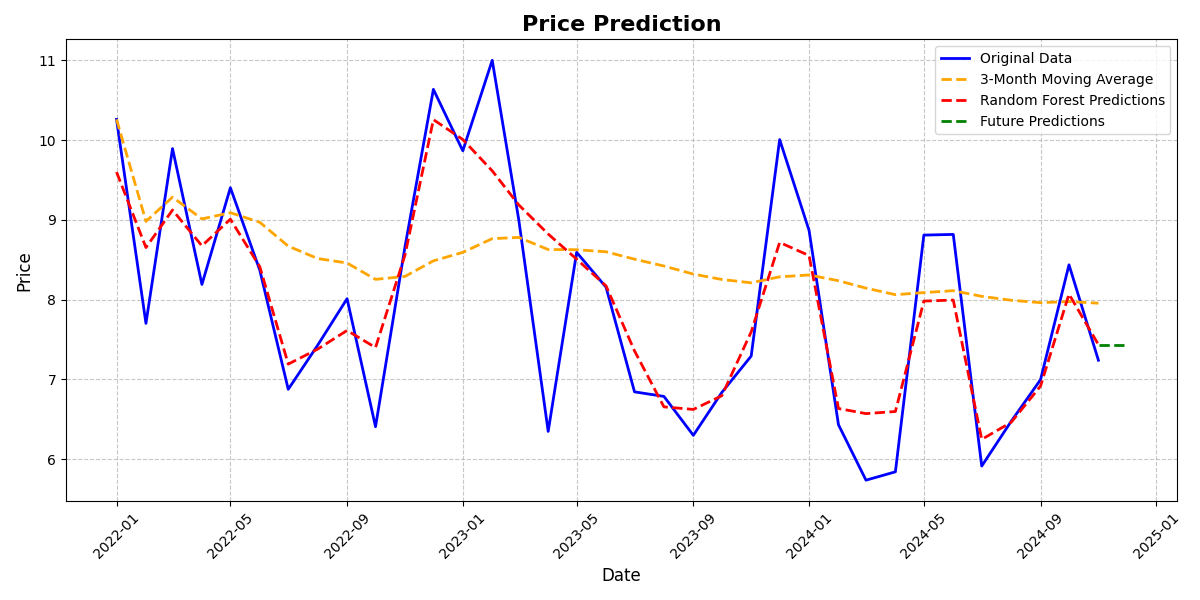 Price Prediction
Original Data
3-Month Moving Average
Random Forest Predictions
Future Predictions
Price
11
10
9
8
7
6
2022-01
2022-05
2022-09
2023-01
2023-05
2023-09
2024-01
2024-05
2024-09
2025-01
Date